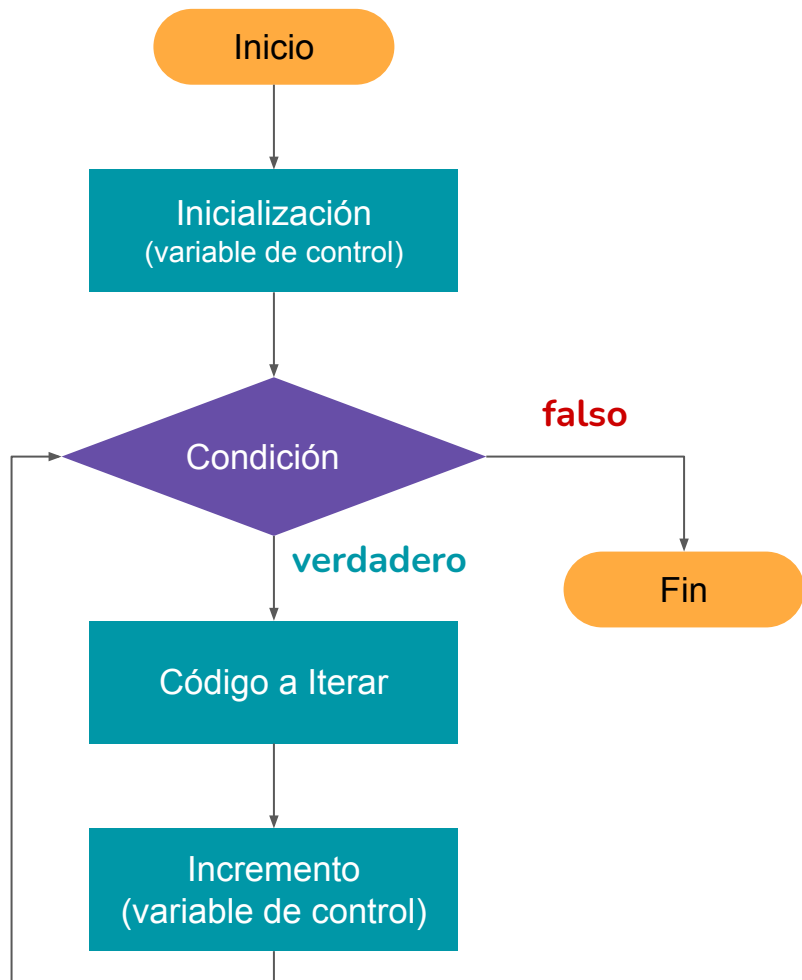 Inicio
Inicialización
(variable de control)
falso
Condición
verdadero
Fin
Código a Iterar
Incremento
(variable de control)